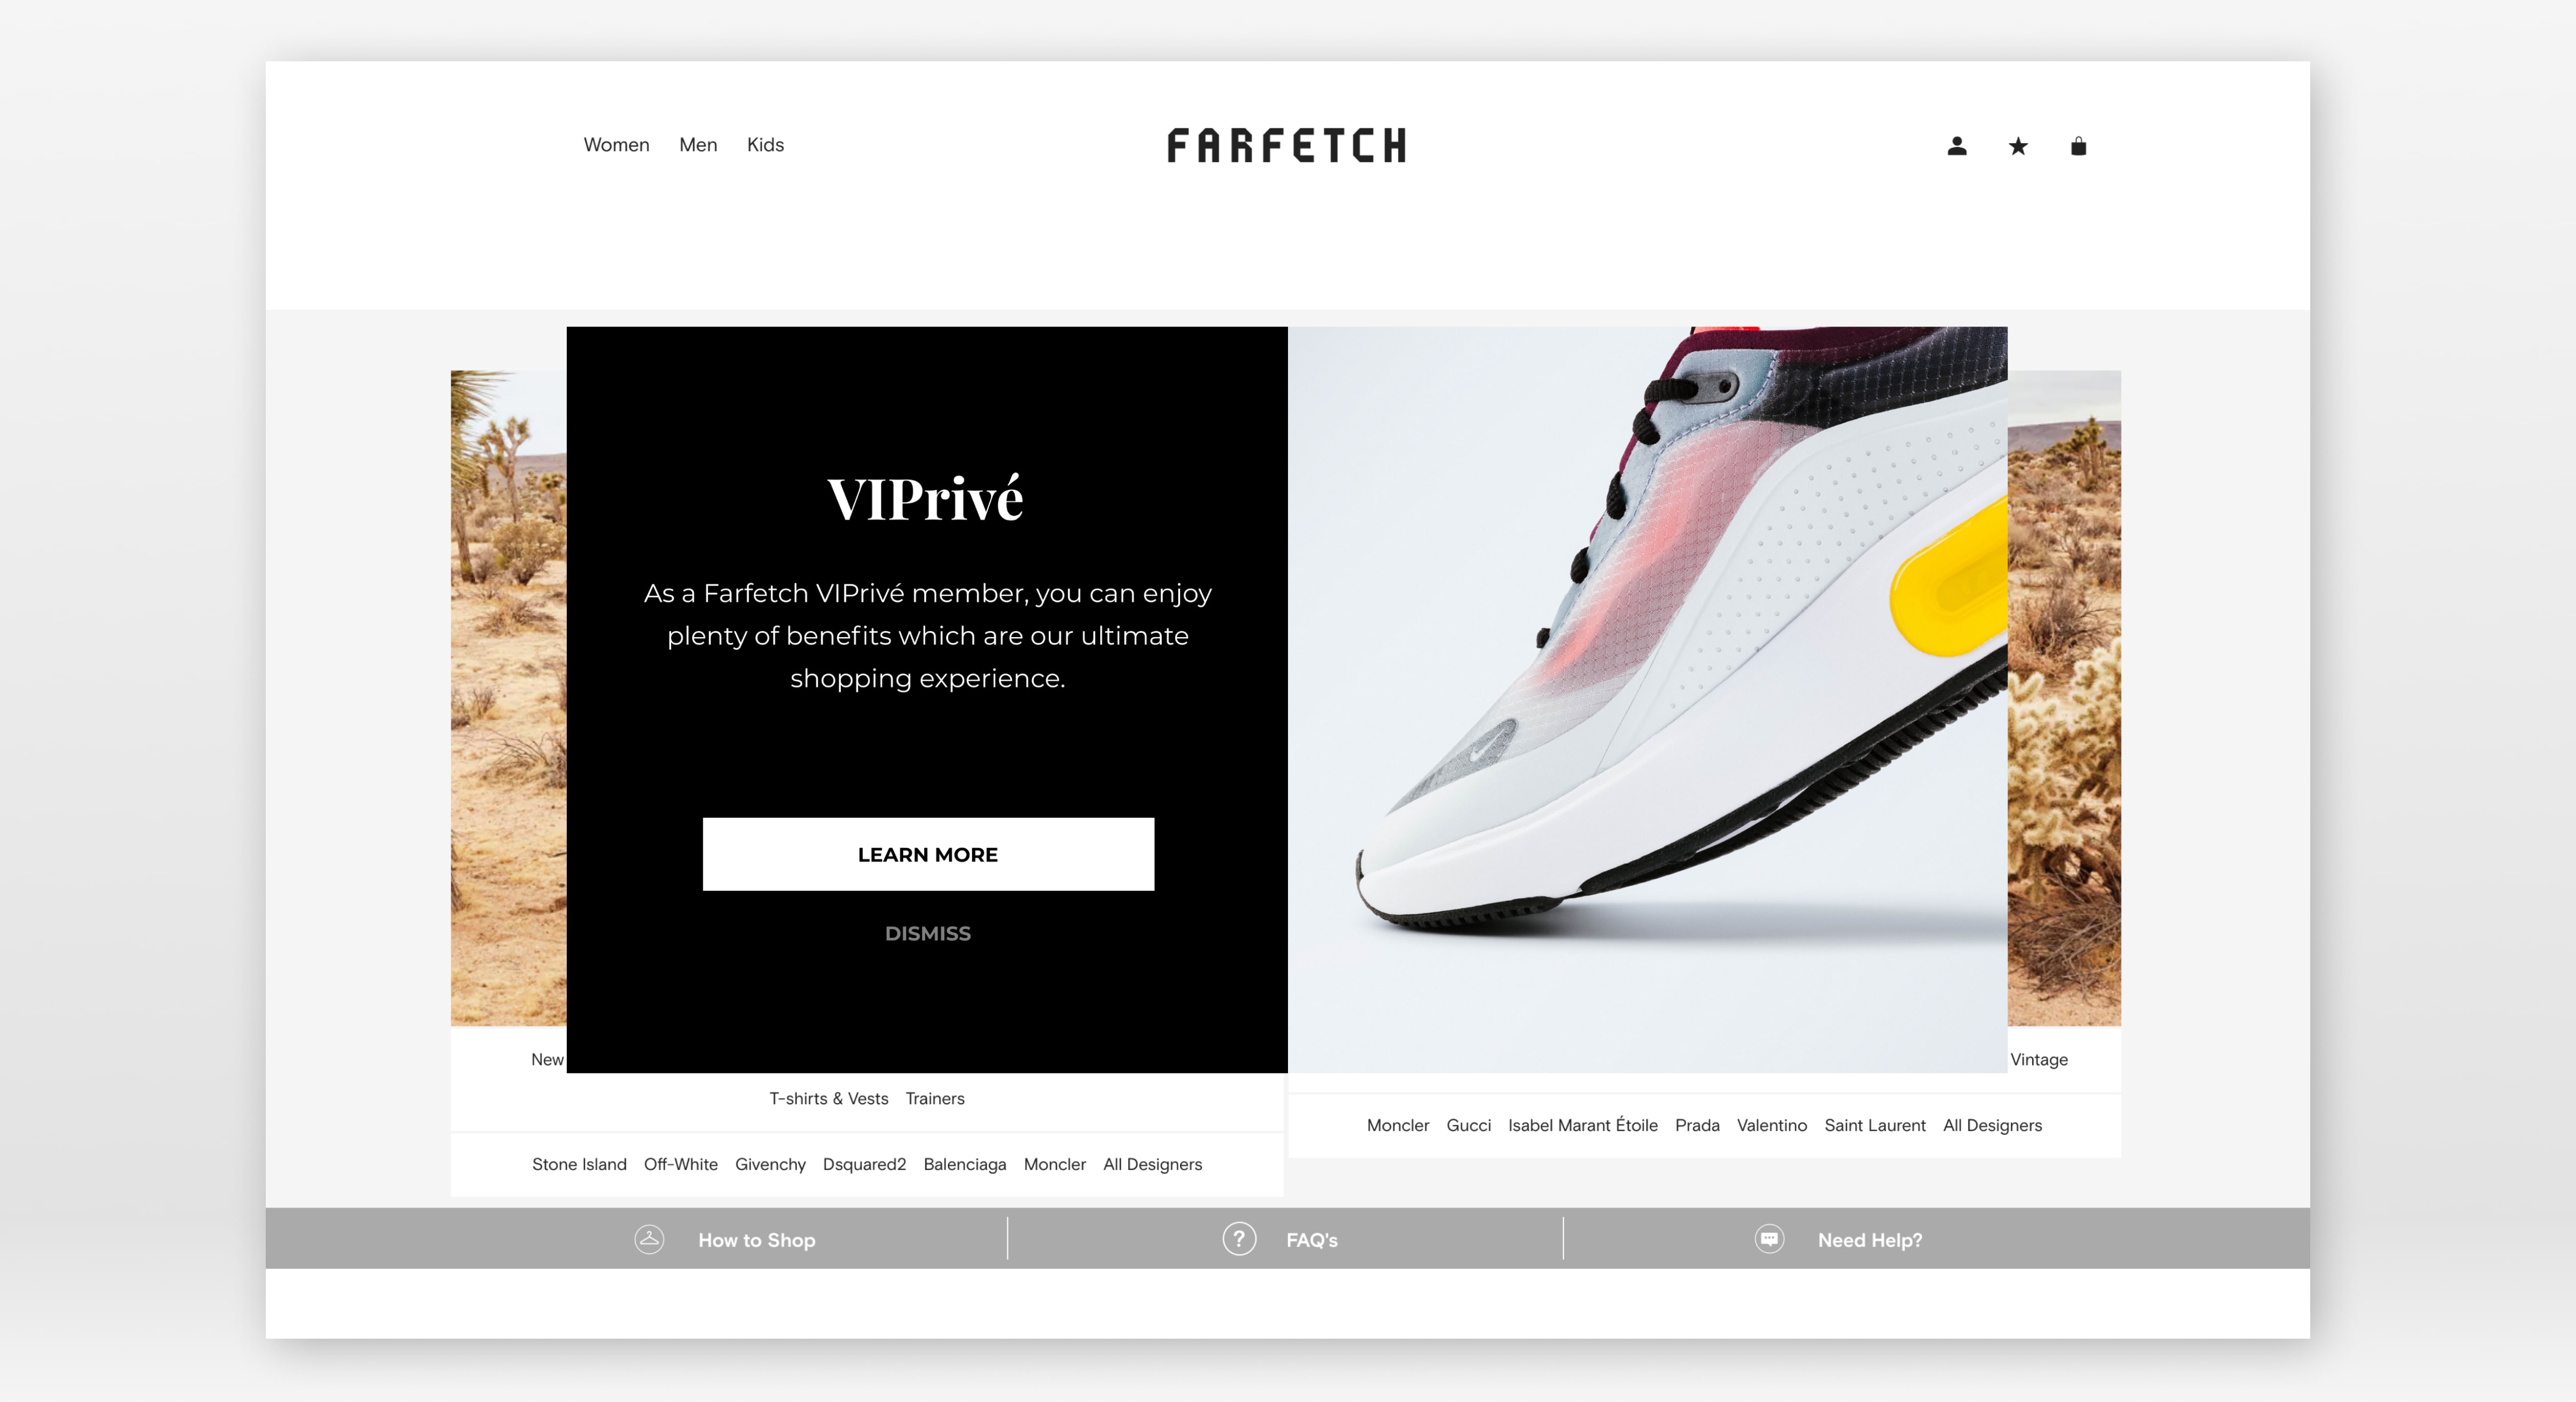 Women Men Kids
FARFETCH
VIPrivé
As a Farfetch VIPrivé member, you can enjoy
plenty of benefits which are our ultimate
shopping experience.
LEARN MORE
DISMISS
New
T-shirts & Vests Trainers
Stone Island Off-White Givenchy Dsquared2 Balenciaga Moncler All Designers
Vintage
Moncler Gucci Isabel Marant Étoile Prada Valentino Saint Laurent All Designers
How to Shop
? FAQ's
Need Help?